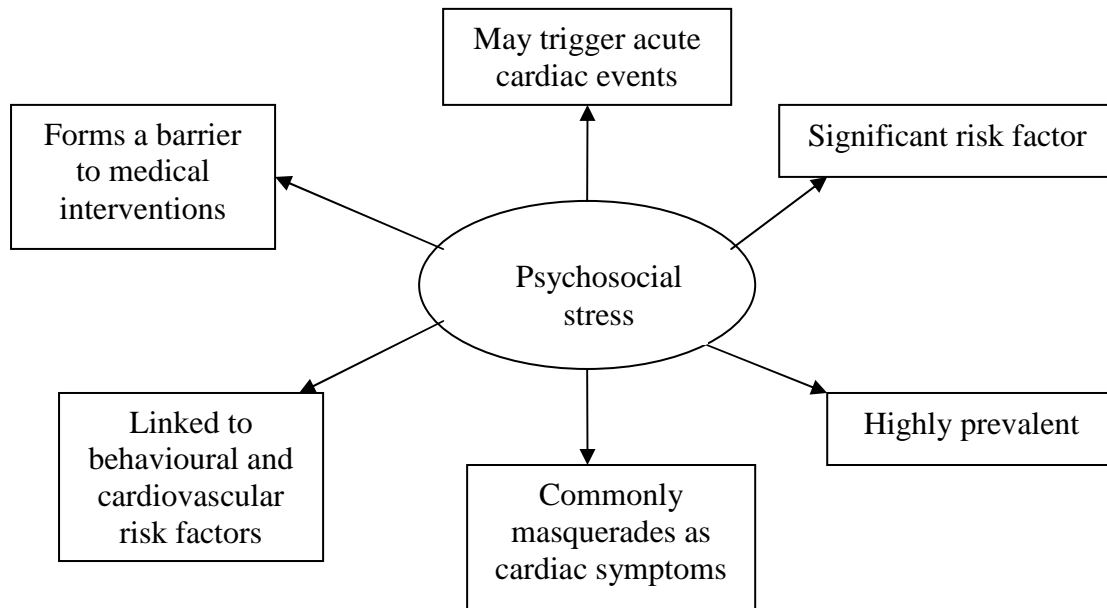 May trigger acute
cardiac events
Forms a barrier
to medical
interventions
Significant risk factor
Psychosocial
stress
Linked to
behavioural and
cardiovascular
risk factors
Highly prevalent
Commonly
masquerades as
cardiac symptoms